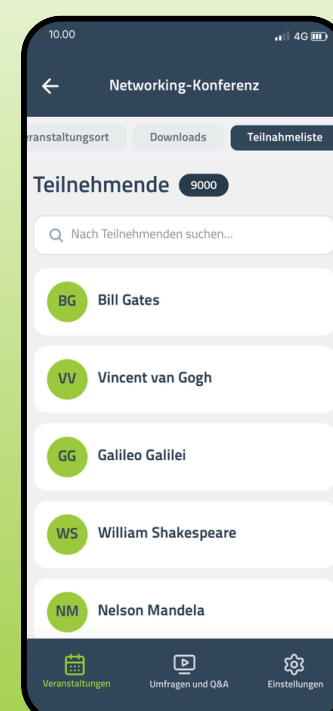 10.00 4G
Networking-Konferenz
ranstaltungsort Downloads Teilnahmeliste
Teilnehmende 9000
Nach Teilnehmenden suchen...
BG Bill Gates
VV Vincent van Gogh
GG Galileo Galilei
WS William Shakespeare
NM Nelson Mandela
Veranstaltungen Umfragen und Q&A Einstellungen